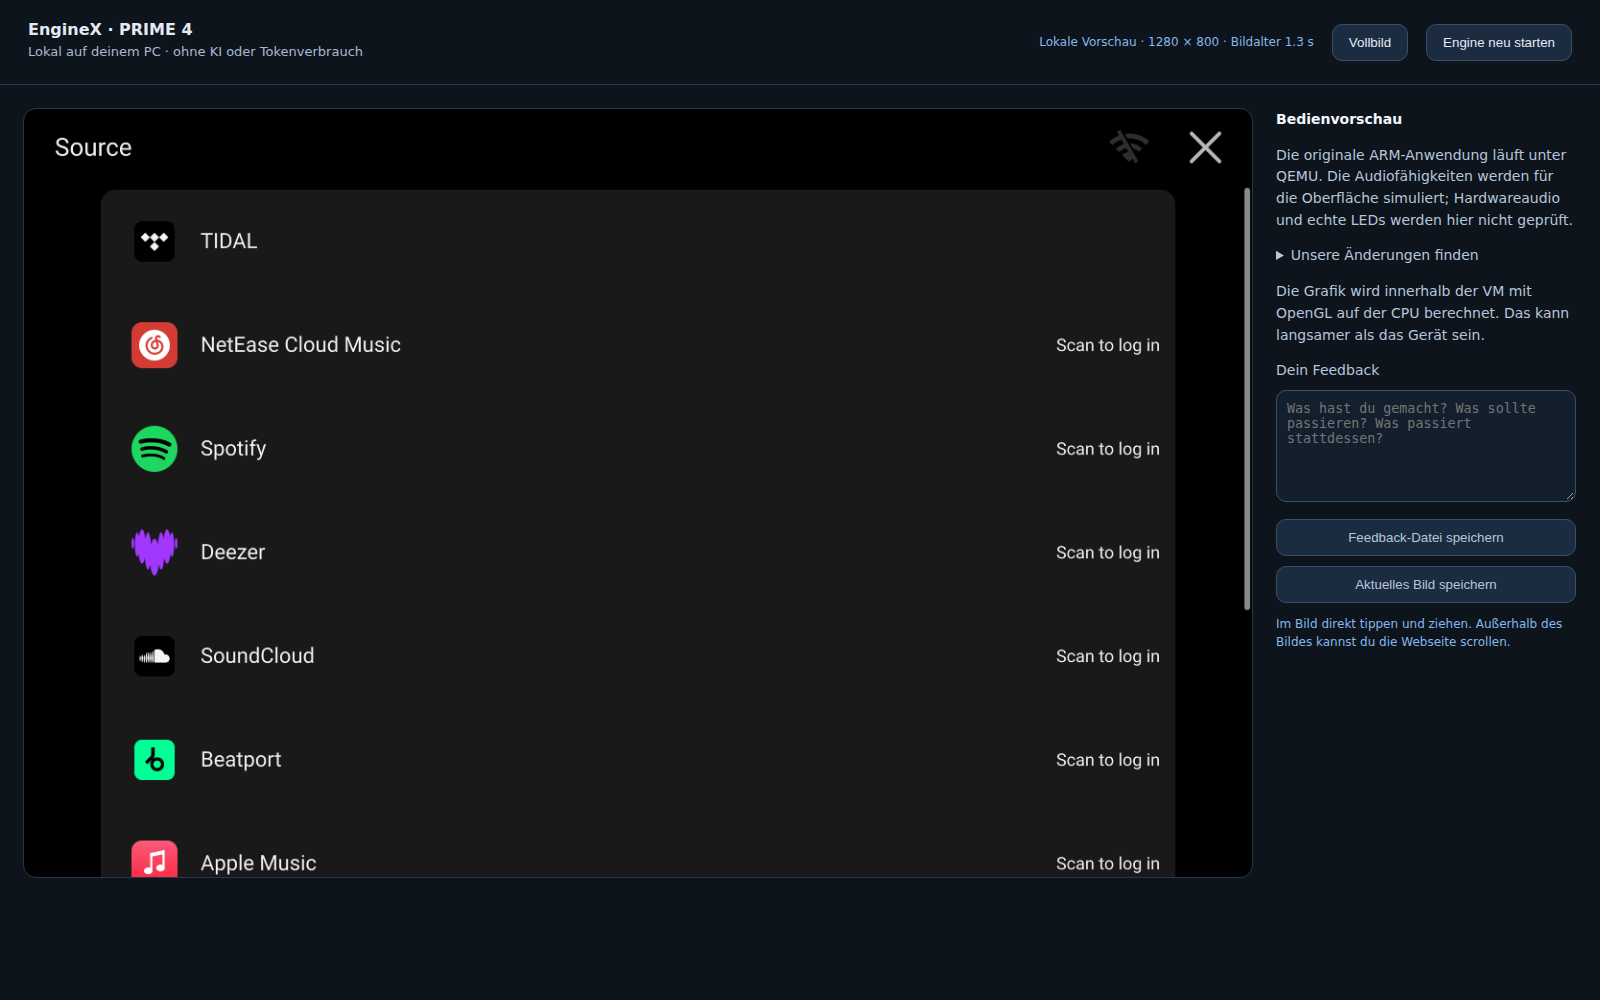 EngineX · PRIME 4
Lokal auf deinem PC · ohne KI oder Tokenverbrauch
Lokale Vorschau · 1280 × 800 · Bildalter 1.3 s
Vollbild
Engine neu starten
Source
TIDAL
NetEase Cloud Music
Scan to log in
Spotify
Scan to log in
Deezer
Scan to log in
SoundCloud
Scan to log in
Beatport
Scan to log in
Apple Music
Scan to log in
Bedienvorschau
Die originale ARM-Anwendung läuft unter
QEMU. Die Audiofähigkeiten werden für
die Oberfläche simuliert; Hardwareaudio
und echte LEDs werden hier nicht geprüft.
Unsere Änderungen finden
Die Grafik wird innerhalb der VM mit
OpenGL auf der CPU berechnet. Das kann
langsamer als das Gerät sein.
Dein Feedback
Was hast du gemacht? Was sollte
passieren? Was passiert
stattdessen?
Feedback-Datei speichern
Aktuelles Bild speichern
Im Bild direkt tippen und ziehen. Außerhalb des
Bildes kannst du die Webseite scrollen.